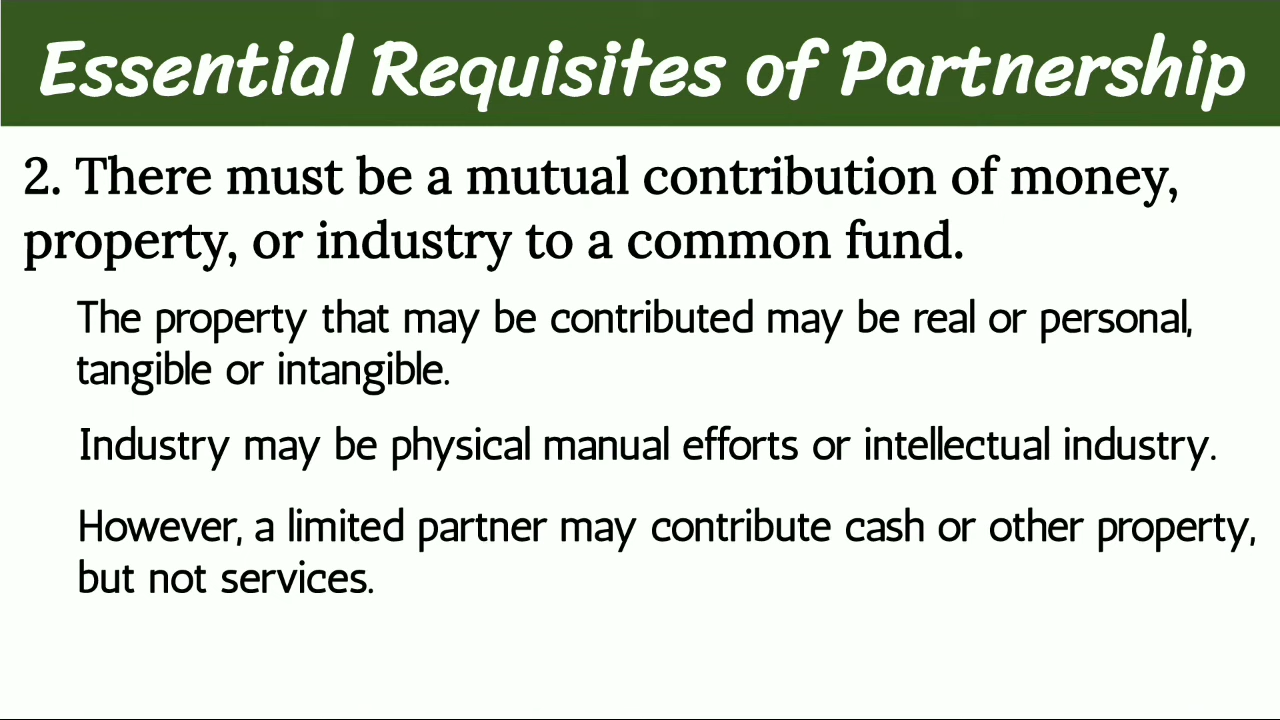 Essential Requisites of Partnership
2. There must be a mutual contribution of money,
property, or industry to a common fund.
The property that may be contributed may be real or personal,
tangible or intangible.
Industry may be physical manual efforts or intellectual industry.
However, a limited partner may contribute cash or other property,
but not services.